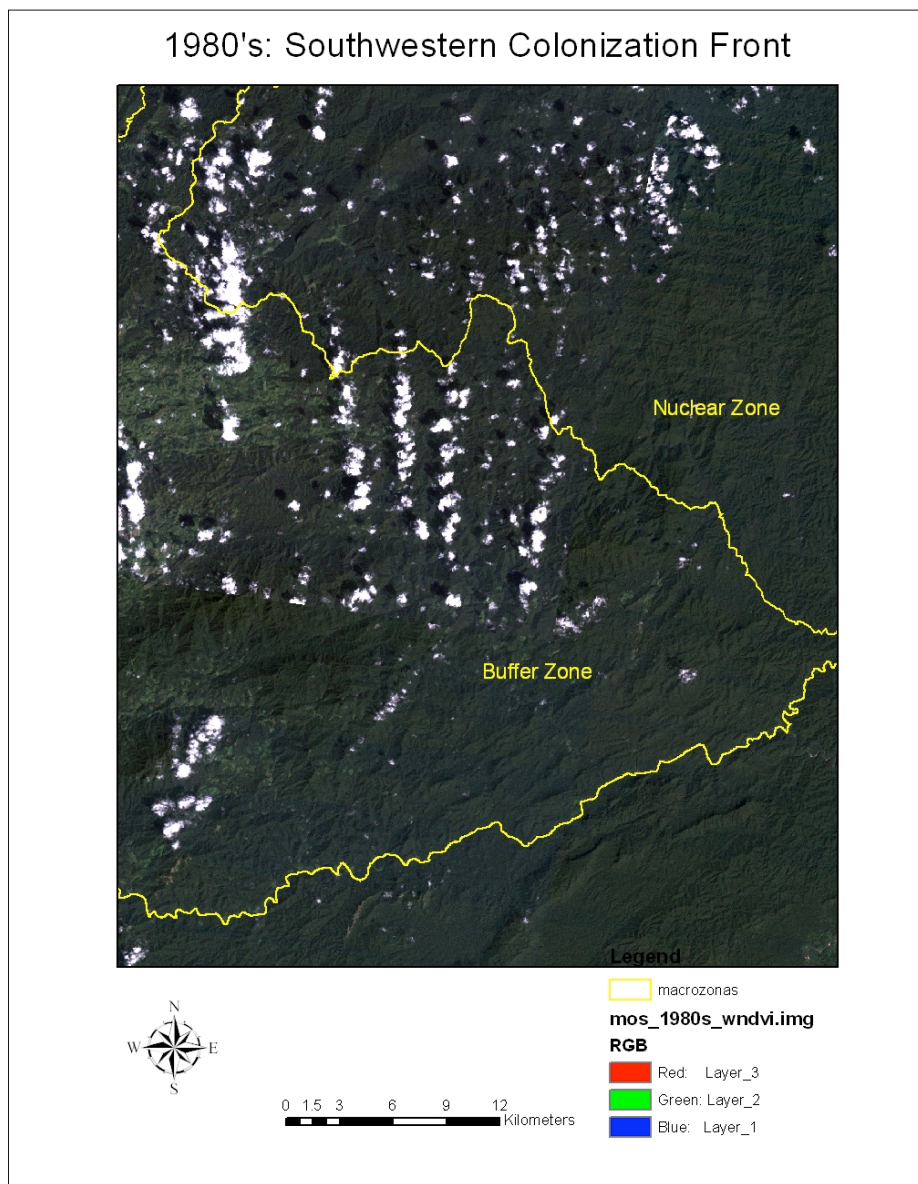 1980's: Southwestern Colonization Front
Nuclear Zone
Buffer Zone
Legend
macrozonas
mos_1980s_wndvi.img
RGB
Red: Layer_3
Green: Layer_2
Blue: Layer_1
N
W E
S
0 1.5 3 6 9 12
Kilometers